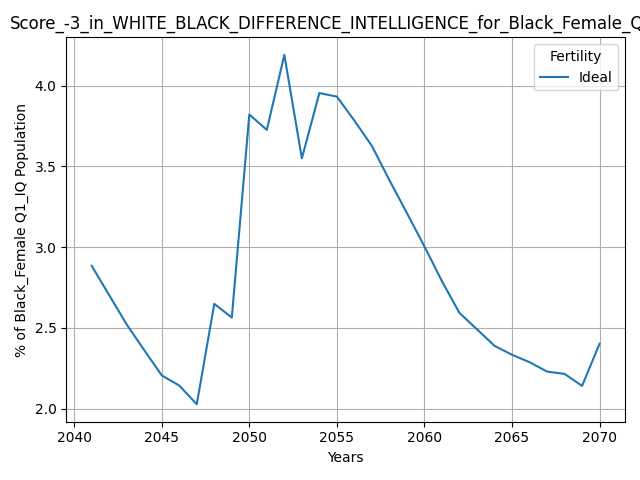 Score_-3_in_WHITE_BLACK_DIFFERENCE_INTELLIGENCE_for_Black_Female_Q
Fertility
Ideal
% of Black_Female Q1_IQ Population
4.0
3.5
3.0
2.5
2.0
2040 2045 2050 2055 2060 2065 2070
Years